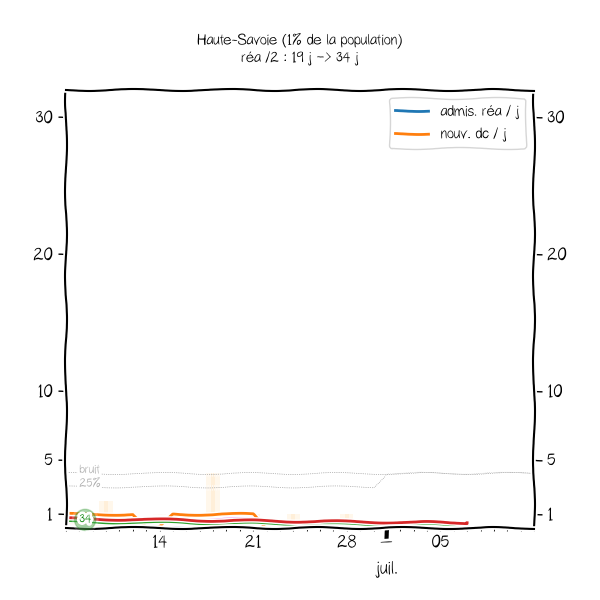 Haute-Savoie (1% de la population)
réa /2 : 19 j -> 34 j
admis. réa / j
nouv. dc / j
30
30
20
20
10
10
5
5
bruit
25%
1
34
1
14
21
28
1
05
juil.